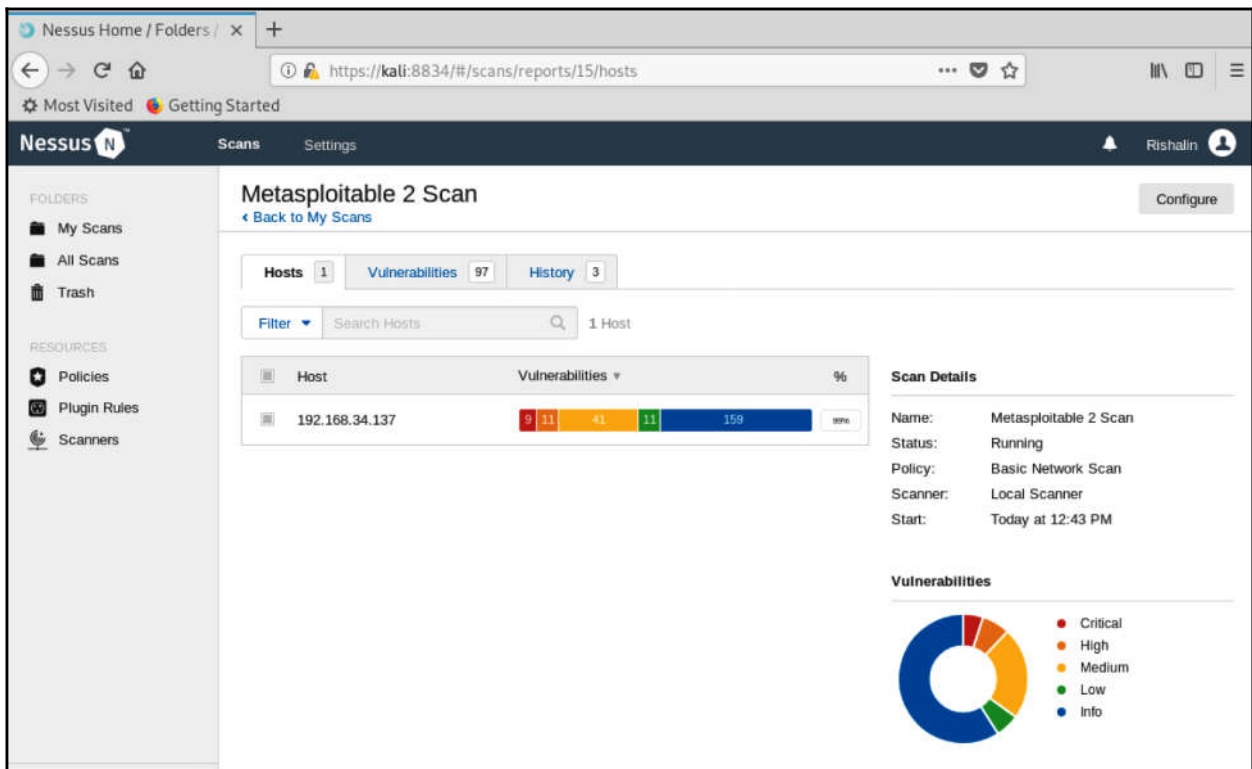 Nessus Home / Folders /
https://kali:8834/#/scans/reports/15/hosts
Most Visited Getting Started
Nessus N ™ Scans Settings Rishalin
FOLDERS
My Scans
All Scans
Trash
RESOURCES
Policies
Plugin Rules
Scanners
Metasploitable 2 Scan
Back to My Scans
Configure
Hosts 1 Vulnerabilities 97 History 3
Filter Search Hosts 1 Host
Host Vulnerabilities %
192.168.34.137 9 11 41 11 159 99%
Scan Details
Name: Metasploitable 2 Scan
Status: Running
Policy: Basic Network Scan
Scanner: Local Scanner
Start: Today at 12:43 PM
Vulnerabilities
Critical
High
Medium
Low
Info